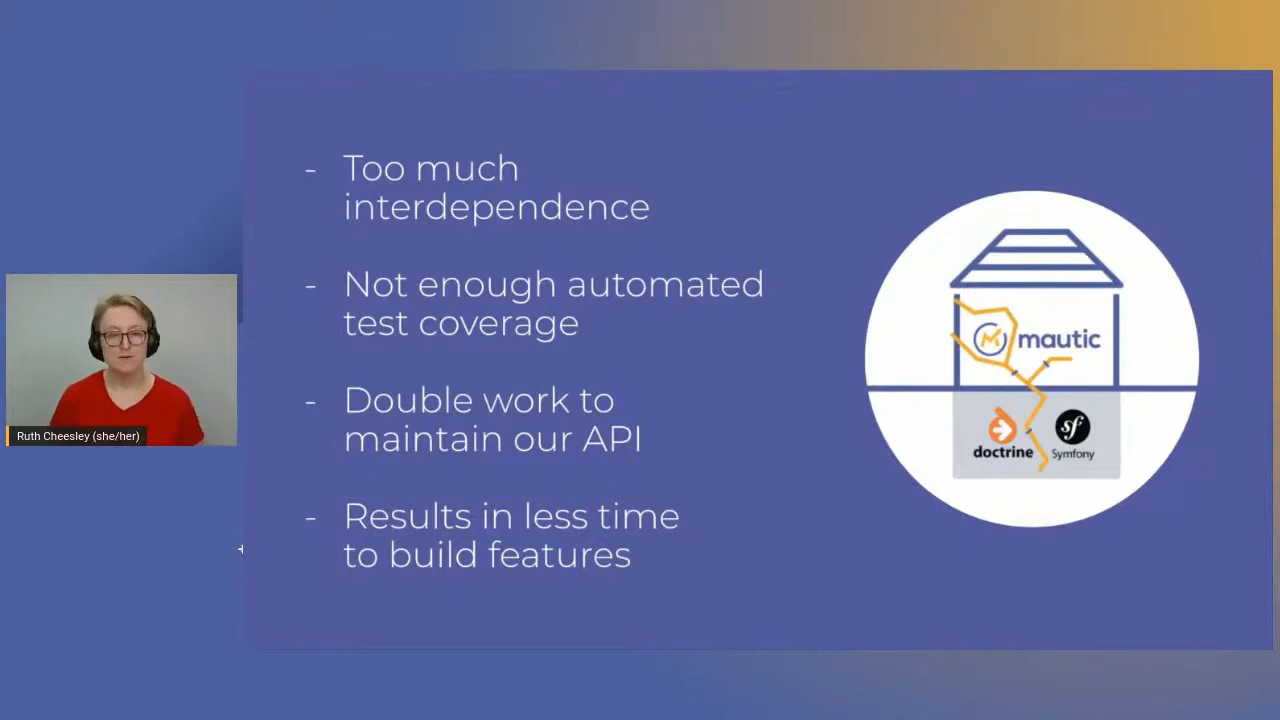 - Too much
interdependence
- Not enough automated
test coverage
- Double work to
maintain our API
- Results in less time
to build features
mautic
doctrine
Symfony
sf
Ruth Cheesley (she/her)